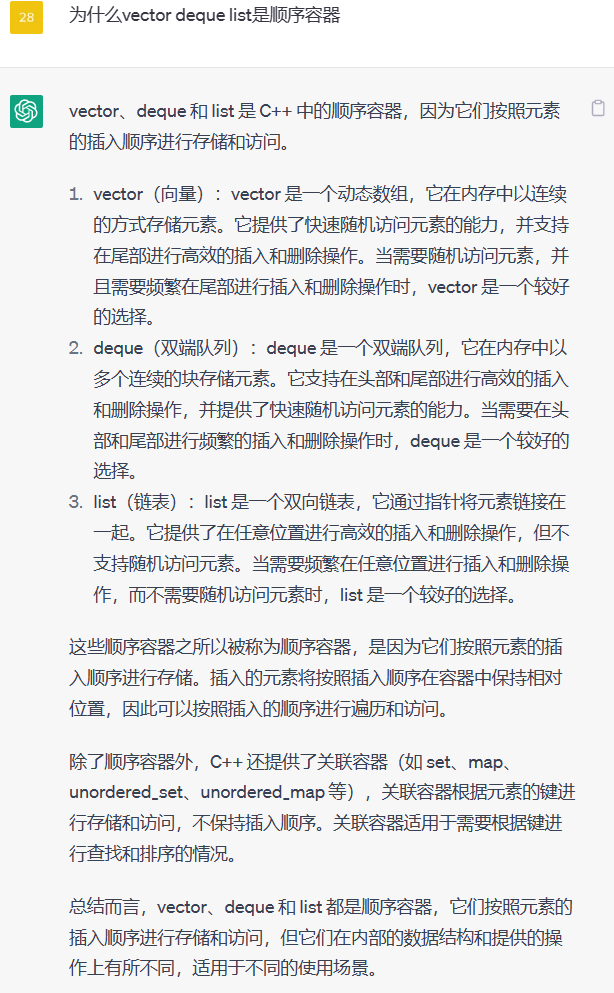 28
为什么vector deque list是顺序容器
vector、deque 和 list 是 C++ 中的顺序容器，因为它们按照元素
的插入顺序进行存储和访问。
1. vector（向量）：vector 是一个动态数组，它在内存中以连续
的方式存储元素。它提供了快速随机访问元素的能力，并支持
在尾部进行高效的插入和删除操作。当需要随机访问元素，并
且需要频繁在尾部进行插入和删除操作时，vector 是一个较好
的选择。
2. deque（双端队列）：deque 是一个双端队列，它在内存中以
多个连续的块存储元素。它支持在头部和尾部进行高效的插入
和删除操作，并提供了快速随机访问元素的能力。当需要在头
部和尾部进行频繁的插入和删除操作时，deque 是一个较好的
选择。
3. list（链表）：list 是一个双向链表，它通过指针将元素链接在
一起。它提供了在任意位置进行高效的插入和删除操作，但不
支持随机访问元素。当需要频繁在任意位置进行插入和删除操
作，而不需要随机访问元素时，list 是一个较好的选择。
这些顺序容器之所以被称为顺序容器，是因为它们按照元素的插
入顺序进行存储。插入的元素将按照插入顺序在容器中保持相对
位置，因此可以按照插入的顺序进行遍历和访问。
除了顺序容器外，C++ 还提供了关联容器（如 set、map、
unordered_set、unordered_map 等），关联容器根据元素的键进
行存储和访问，不保持插入顺序。关联容器适用于需要根据键进
行查找和排序的情况。
总结而言，vector、deque 和 list 都是顺序容器，它们按照元素的
插入顺序进行存储和访问，但它们在内部的数据结构和提供的操
作上有所不同，适用于不同的使用场景。